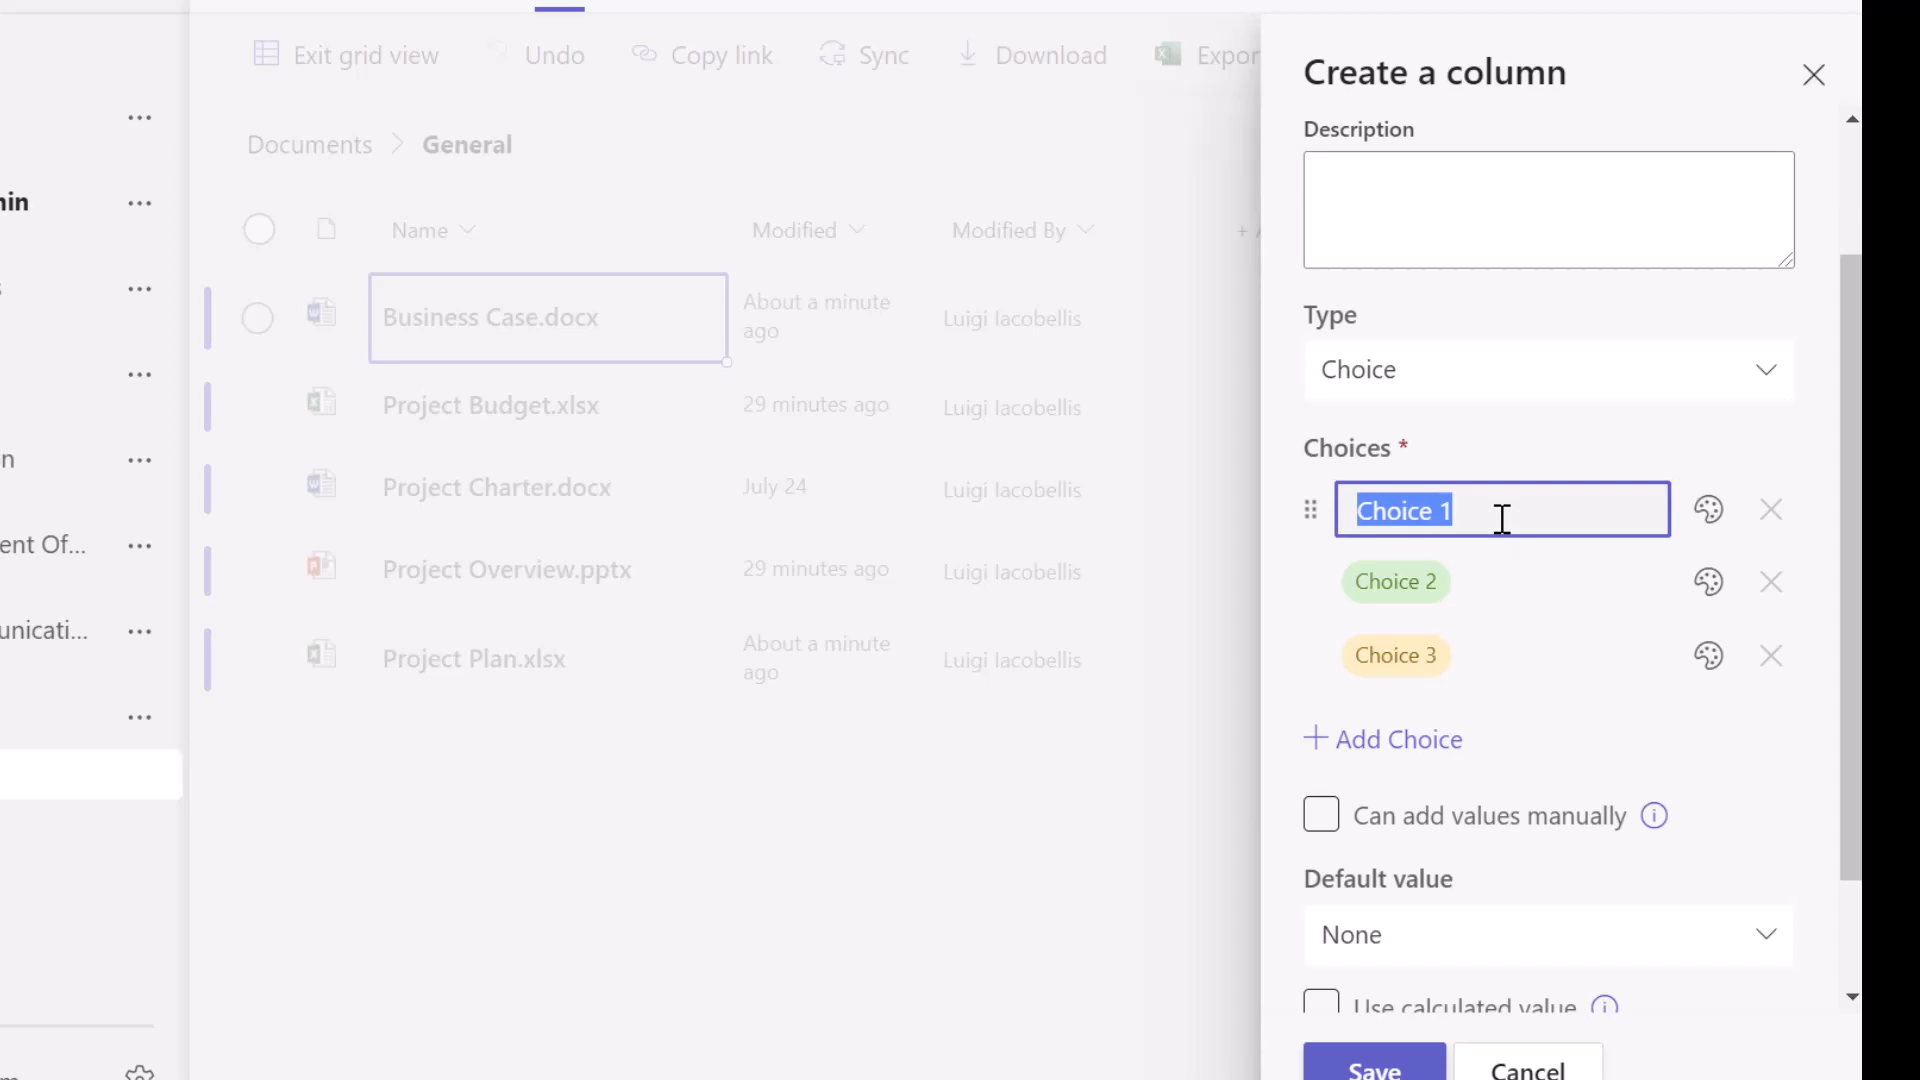 Exit grid view Undo Copy link Sync Download Expor
Create a column
Documents > General
Description
Name Modified Modified By +
Business Case.docx About a minute ago Luigi Iacobellis
Project Budget.xlsx 29 minutes ago Luigi Iacobellis
Project Charter.docx July 24 Luigi Iacobellis
Project Overview.pptx 29 minutes ago Luigi Iacobellis
Project Plan.xlsx About a minute ago Luigi Iacobellis
nin
n
ent Of...
unicati...
Type
Choice
Choices *
Choice 1
Choice 2
Choice 3
+ Add Choice
Can add values manually
Default value
None
Use calculated value
Save Cancel